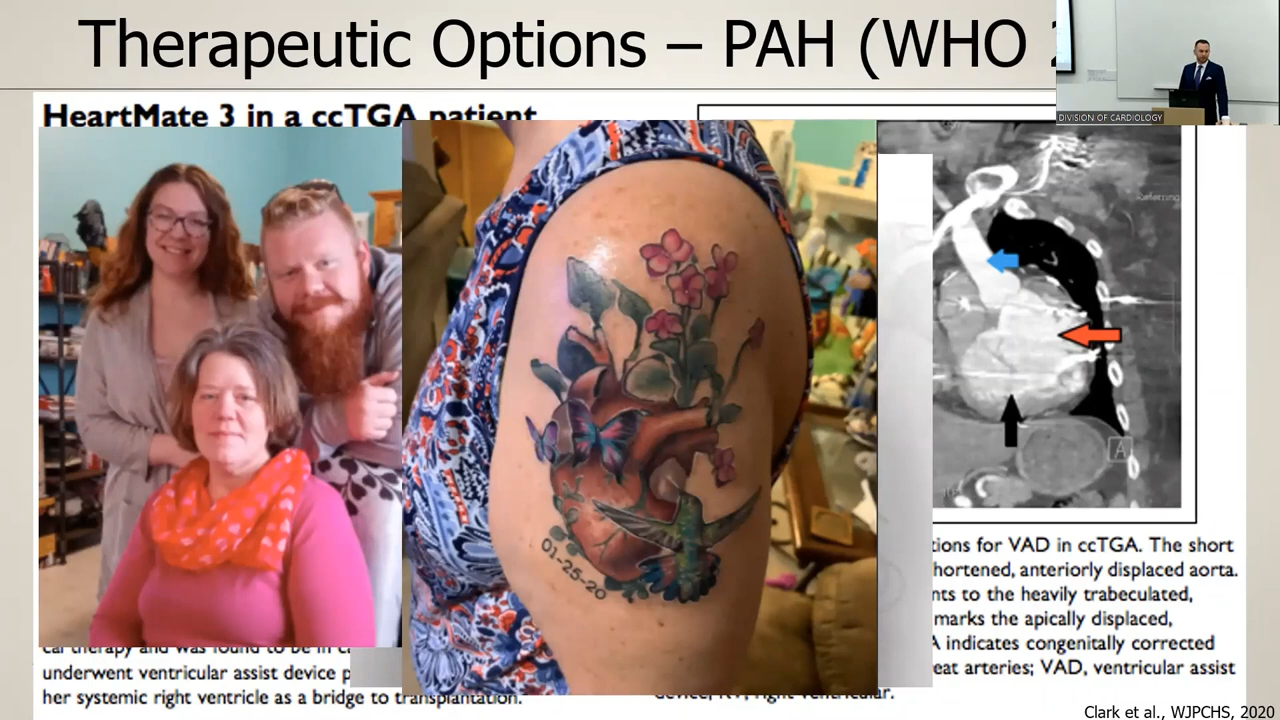 Therapeutic Options – PAH (WHO
DIVISION OF CARDIOLOGY
HeartMate 3 in a ccTGA patient
Referring
A
01-25-20
cal therapy and was found to be in
underwent ventricular assist device
her systemic right ventricle as a bridge to transplantation.
tions for VAD in ccTGA. The short
hortened, anteriorly displaced aorta.
nts to the heavily trabeculated,
marks the apically displaced,
A indicates congenitally corrected
eat arteries; VAD, ventricular assist
device; RV, right ventricular.
Clark et al., WJPCHS, 2020